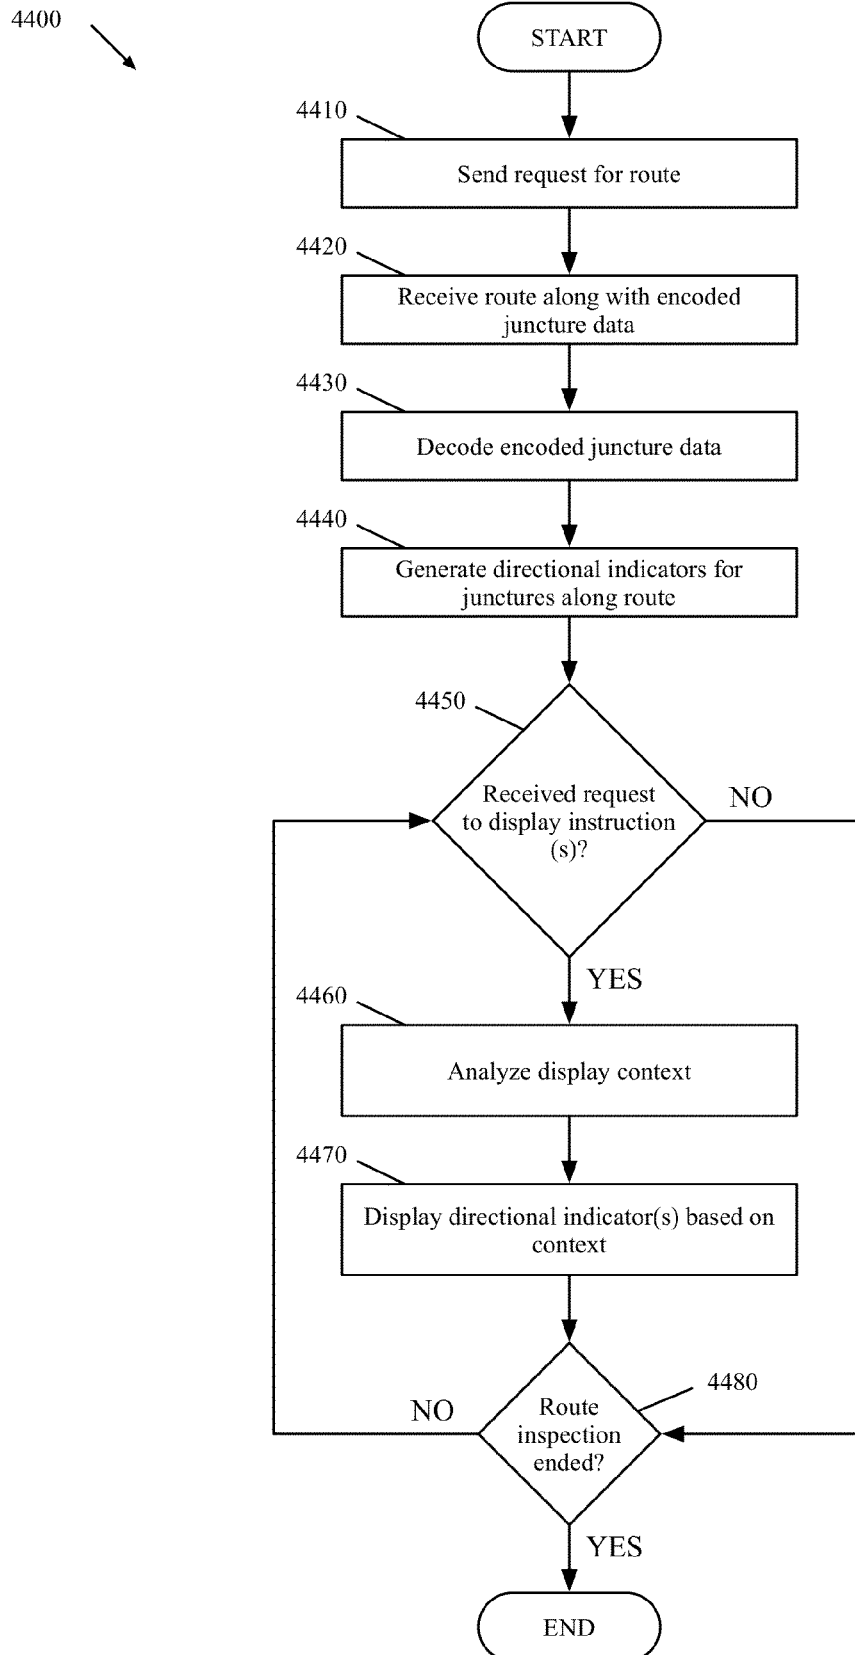 4400
START
4410
Send request for route
4420
Receive route along with encoded
juncture data
4430
Decode encoded juncture data
4440
Generate directional indicators for
junctures along route
4450
Received request
to display instruction
(s)?
NO
YES
4460
Analyze display context
4470
Display directional indicator(s) based on
context
4480
NO
Route
inspection
ended?
YES
END